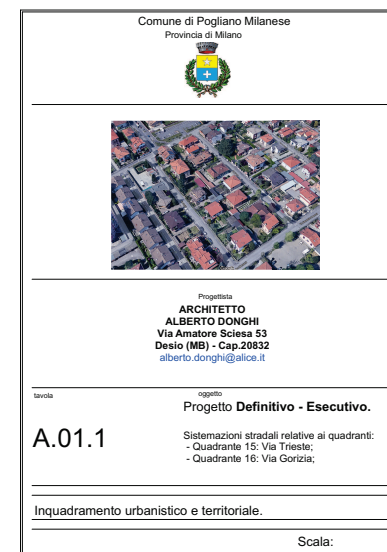 Comune di Pogliano Milanese
Provincia di Milano
Progettista
ARCHITETTO
ALBERTO DONGHI
Via Amatore Sciesa 53
Desio (MB) - Cap.20832
alberto.donghi@alice.it
tavola
oggetto
Progetto Definitivo - Esecutivo.
A.01.1
Sistemazioni stradali relative ai quadranti:
- Quadrante 15: Via Trieste;
- Quadrante 16: Via Gorizia;
Inquadramento urbanistico e territoriale.
Scala: